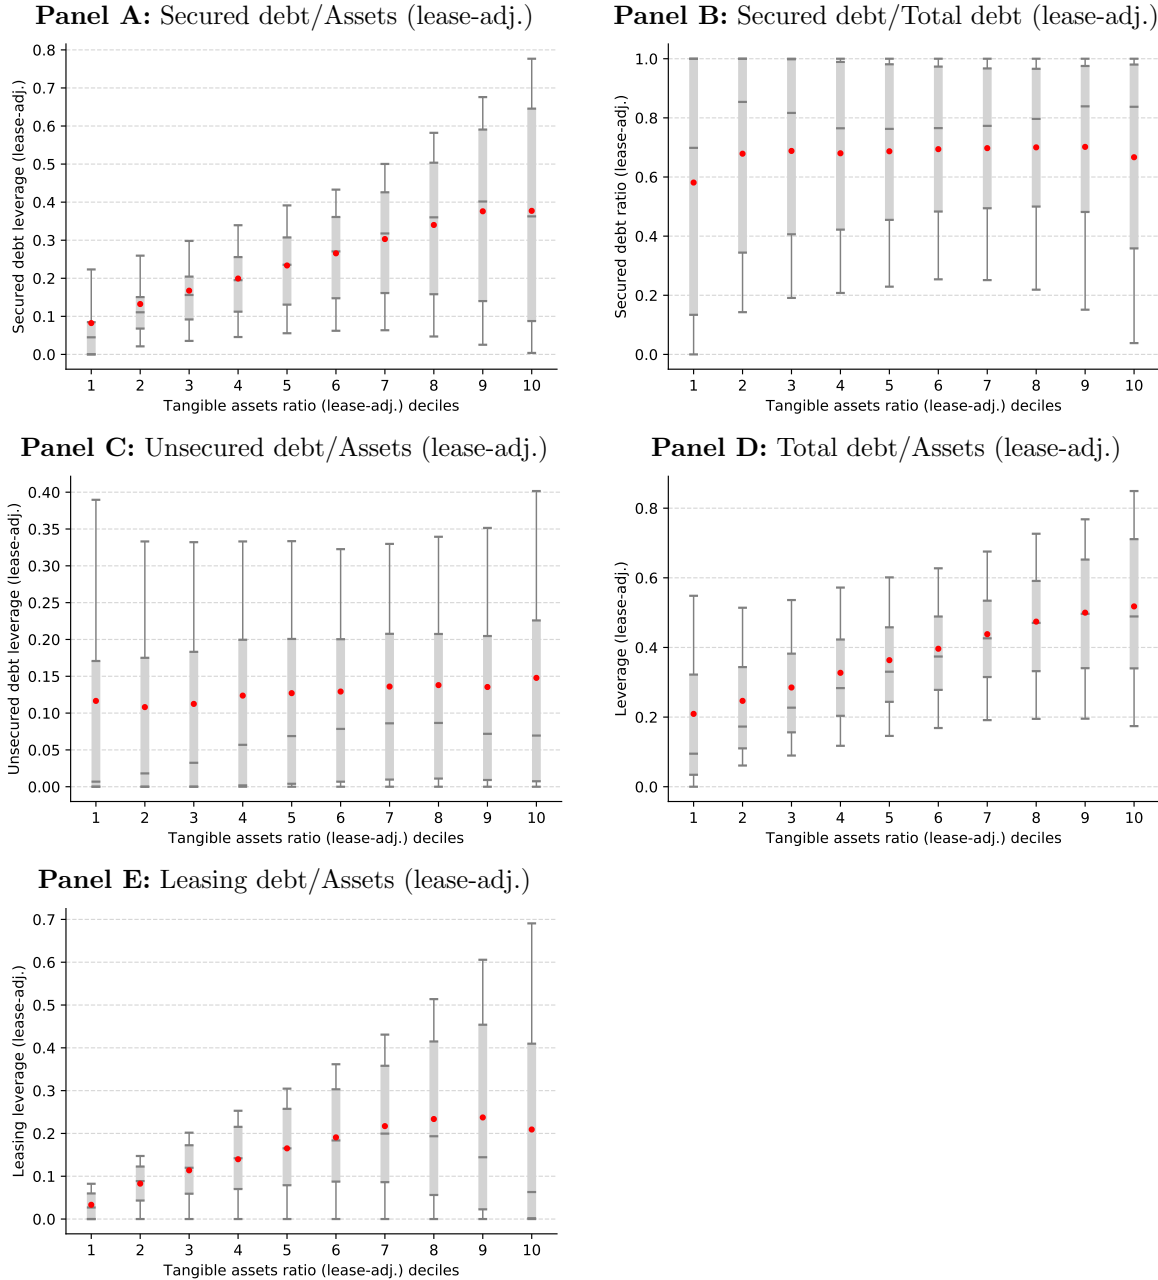 Panel A: Secured debt/Assets (lease-adj.)
0.8
0.7
0.6
0.5
0.4
0.3
0.2
0.1
0.0
Secured debt leverage (lease-adj.)
1 2 3 4 5 6 7 8 9 10
Tangible assets ratio (lease-adj.) deciles
Panel B: Secured debt/Total debt (lease-adj.)
1.0
0.8
0.6
0.4
0.2
0.0
Secured debt ratio (lease-adj.)
1 2 3 4 5 6 7 8 9 10
Tangible assets ratio (lease-adj.) deciles
Panel C: Unsecured debt/Assets (lease-adj.)
0.40
0.35
0.30
0.25
0.20
0.15
0.10
0.05
0.00
Unsecured debt leverage (lease-adj.)
1 2 3 4 5 6 7 8 9 10
Tangible assets ratio (lease-adj.) deciles
Panel D: Total debt/Assets (lease-adj.)
0.8
0.6
0.4
0.2
0.0
Leverage (lease-adj.)
1 2 3 4 5 6 7 8 9 10
Tangible assets ratio (lease-adj.) deciles
Panel E: Leasing debt/Assets (lease-adj.)
0.7
0.6
0.5
0.4
0.3
0.2
0.1
0.0
Leasing leverage (lease-adj.)
1 2 3 4 5 6 7 8 9 10
Tangible assets ratio (lease-adj.) deciles